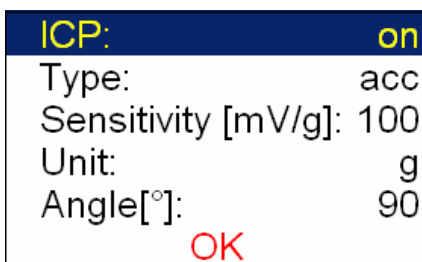 ICP: on
Type: acc
Sensitivity [mV/g]: 100
Unit: g
Angle[°]: 90
OK